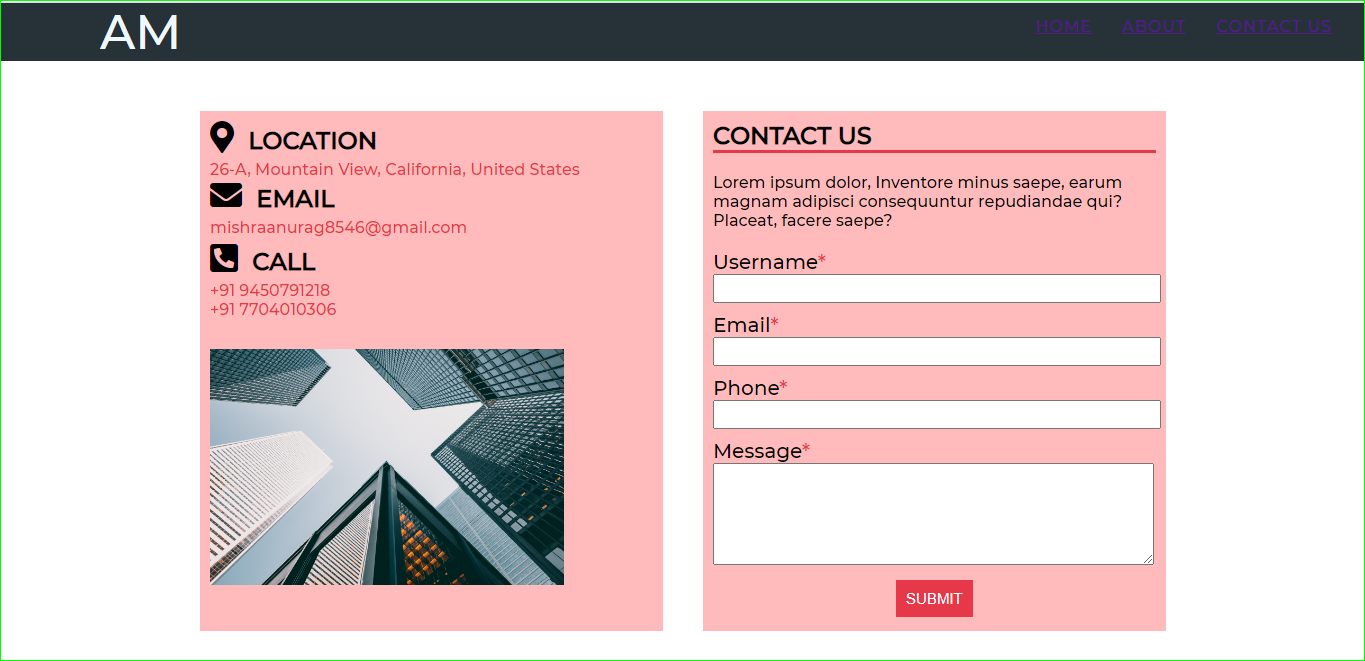 AM
HOME ABOUT CONTACT US
LOCATION
26-A, Mountain View, California, United States
EMAIL
mishraanurag8546@gmail.com
CALL
+91 9450791218
+91 7704010306
CONTACT US
Lorem ipsum dolor, Inventore minus saepe, earum
magnam adipisci consequuntur repudiandae qui?
Placeat, facere saepe?
Username*
Email*
Phone*
Message*
SUBMIT